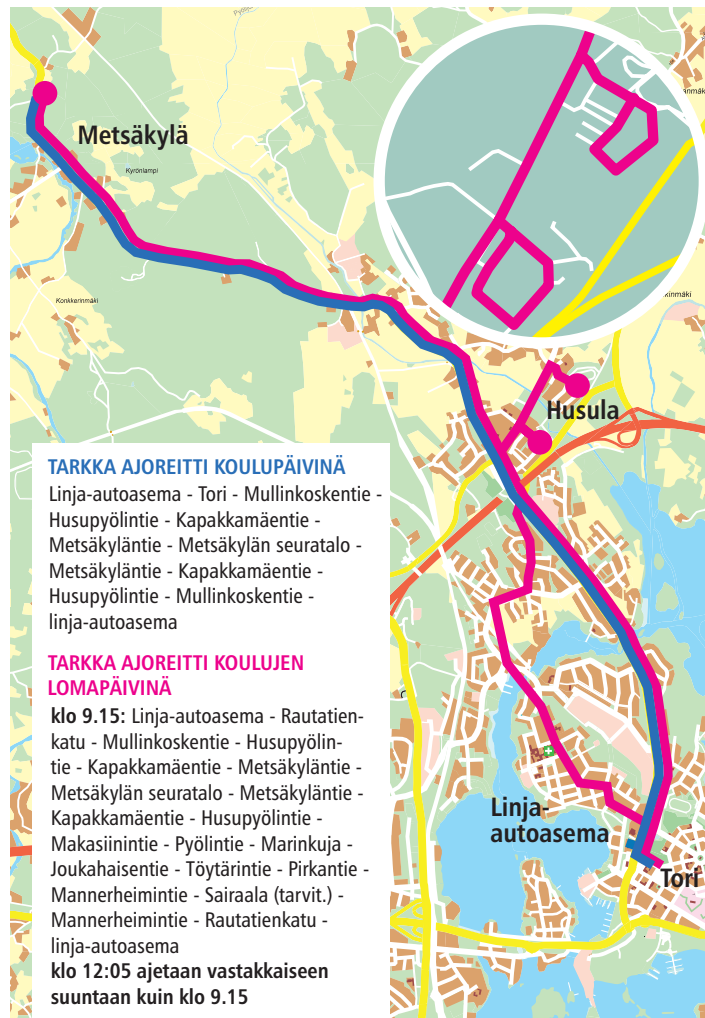 Metsäkylä
Kyrönlampi
Konkkerinmäki
Husula
TARKKA AJOREITTI KOULUPÄIVINÄ
Linja-autoasema - Tori - Mullinkoskentie -
Husupyölintie - Kapakkamäentie -
Metsäkyläntie - Metsäkylän seuratalo -
Metsäkyläntie - Kapakkamäentie -
Husupyölintie - Mullinkoskentie -
linja-autoasema
TARKKA AJOREITTI KOULUJEN
LOMAPÄIVINÄ
klo 9.15: Linja-autoasema - Rautatien-
katu - Mullinkoskentie - Husupyölin-
tie - Kapakkamäentie - Metsäkyläntie -
Metsäkylän seuratalo - Metsäkyläntie -
Kapakkamäentie - Husupyölintie -
Makasiinintie - Pyölintie - Marinkuja -
Joukahaisentie - Töytärintie - Pirkantie -
Mannerheimintie - Sairaala (tarvit.) -
Mannerheimintie - Rautatienkatu -
linja-autoasema
klo 12:05 ajetaan vastakkaiseen
suuntaan kuin klo 9.15
Linja-
autoasema
Tori